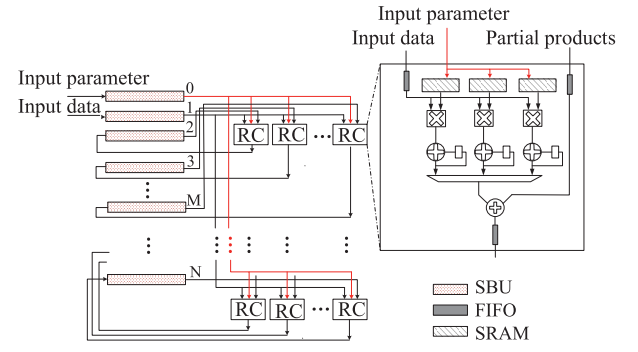 Input parameter
Input data
Partial products
Input parameter
Input data
0
1
2
3
M
N
RC RC ... RC
RC RC ... RC
SBU
FIFO
SRAM